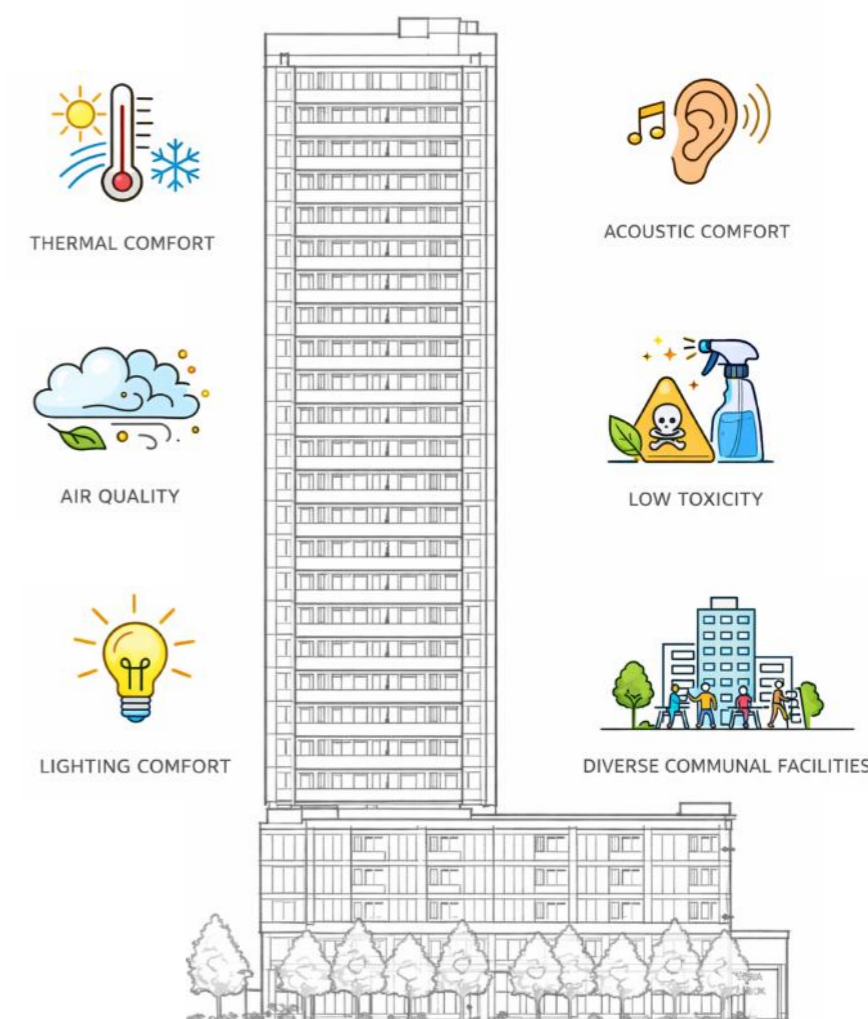 THERMAL COMFORT
ACOUSTIC COMFORT
AIR QUALITY
LOW TOXICITY
LIGHTING COMFORT
DIVERSE COMMUNAL FACILITIES